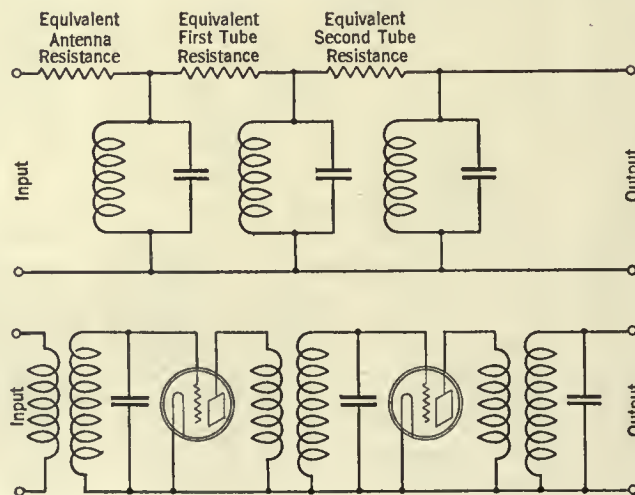 Equivalent
Antenna
Resistance
Equivalent
First Tube
Resistance
Equivalent
Second Tube
Resistance
Input
Output
Input
Output